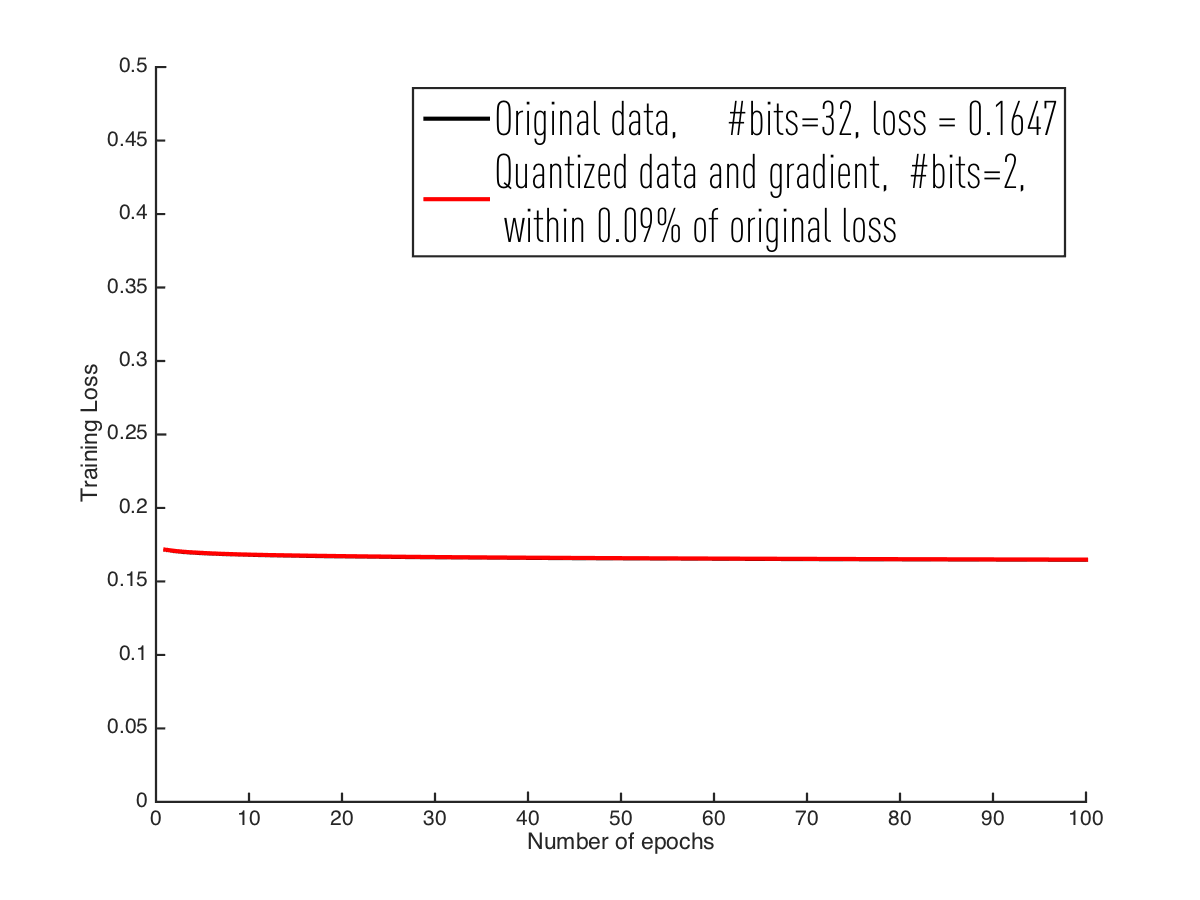 0.5
Original data, #bits=32, loss = 0.1647
0.45
Quantized data and gradient, #bits=2,
0.4
within 0.09% of original loss
0.35
0.3
0.25
Training Loss
0.2
0.15
0.1
0.05
0
0 10 20 30 40 50 60 70 80 90 100
Number of epochs